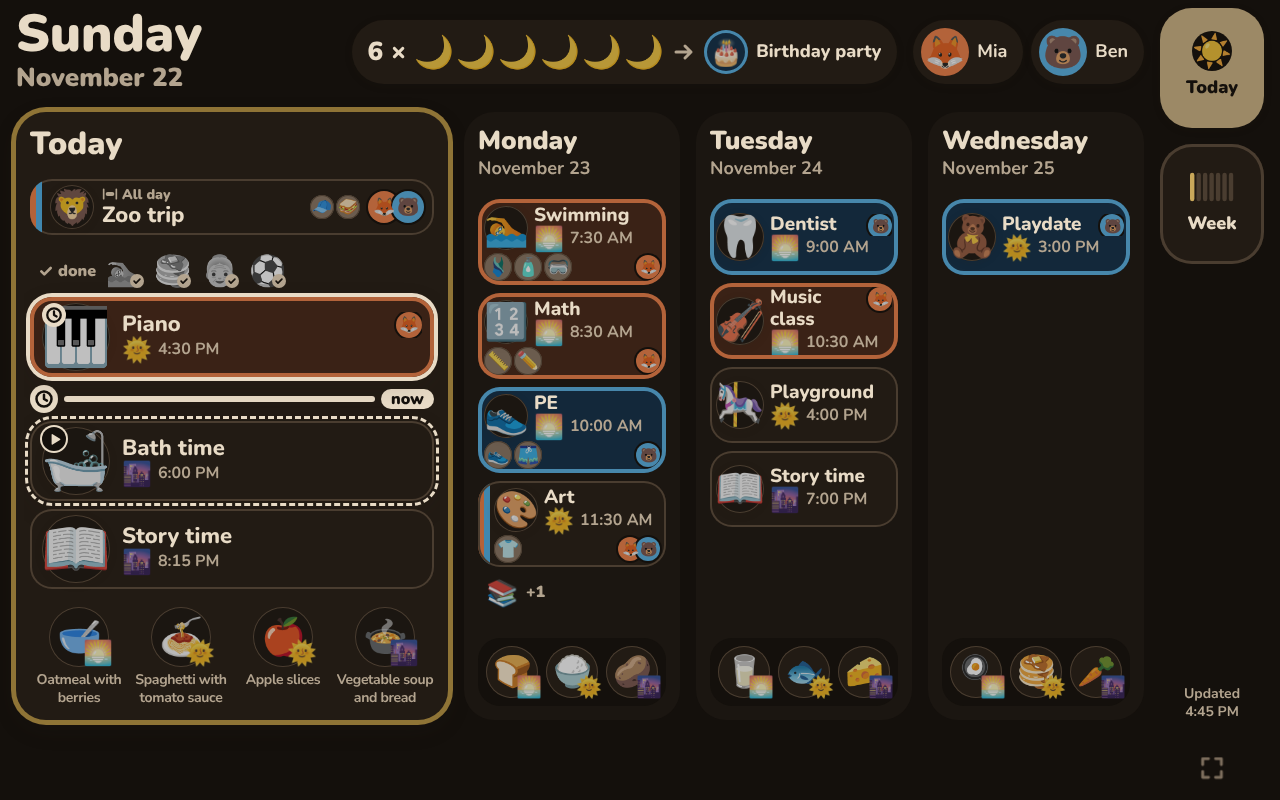 Sunday
November 22
6 × → Birthday party
Mia
Ben
Today
Week
Updated
4:45 PM
Today
All day
Zoo trip
✓ done
Piano
4:30 PM
now
Bath time
6:00 PM
Story time
8:15 PM
Oatmeal with
berries
Spaghetti with
tomato sauce
Apple slices
Vegetable soup
and bread
Monday
November 23
Swimming
7:30 AM
1 2
3 4
Math
8:30 AM
PE
10:00 AM
Art
11:30 AM
+1
Tuesday
November 24
Dentist
9:00 AM
Music
class
10:30 AM
Playground
4:00 PM
Story time
7:00 PM
Wednesday
November 25
Playdate
3:00 PM